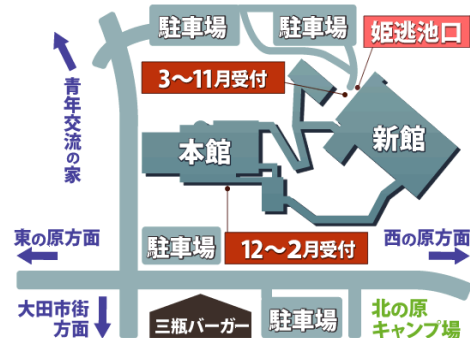 駐車場
駐車場
姫逃池口
3～11月受付
青年交流の家
新館
本館
東の原方面
駐車場
12～2月受付
西の原方面
大田市街
方面
三瓶バーガー
駐車場
北の原
キャンプ場